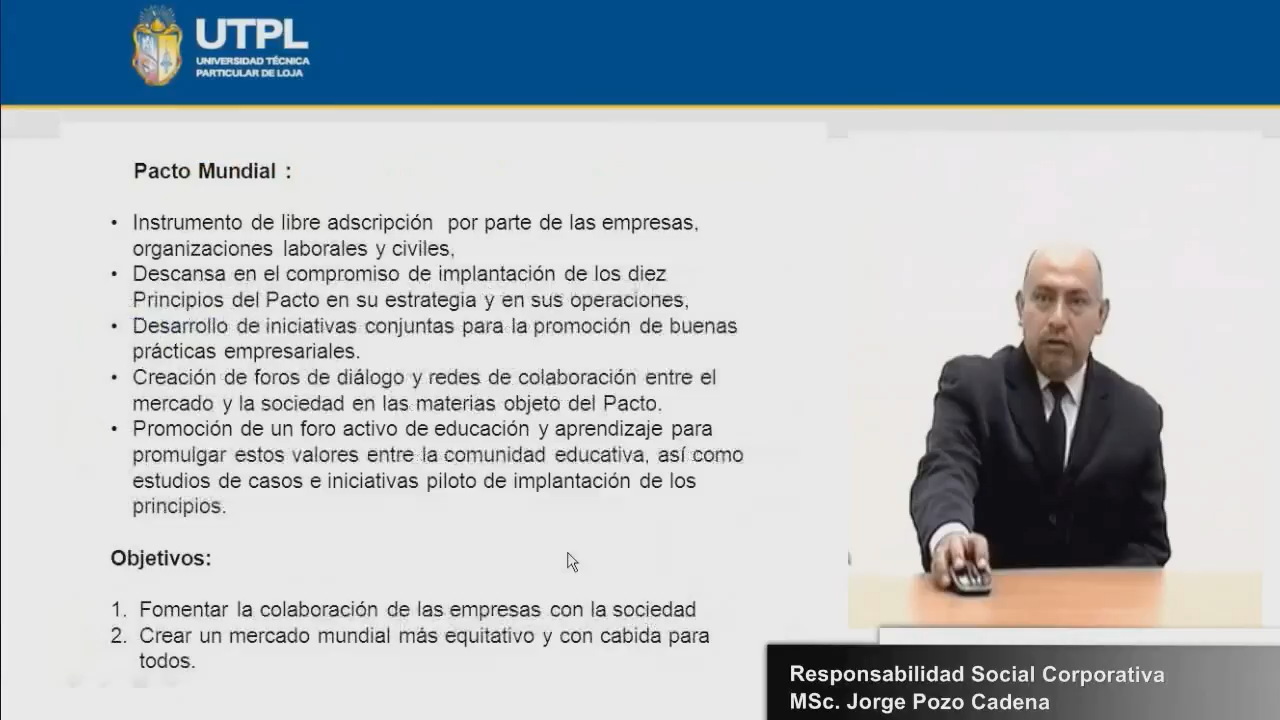 UTPL
UNIVERSIDAD TÉCNICA
PARTICULAR DE LOJA
Pacto Mundial :
• Instrumento de libre adscripción por parte de las empresas,
organizaciones laborales y civiles,
• Descansa en el compromiso de implantación de los diez
Principios del Pacto en su estrategia y en sus operaciones,
• Desarrollo de iniciativas conjuntas para la promoción de buenas
prácticas empresariales.
• Creación de foros de diálogo y redes de colaboración entre el
mercado y la sociedad en las materias objeto del Pacto.
• Promoción de un foro activo de educación y aprendizaje para
promulgar estos valores entre la comunidad educativa, así como
estudios de casos e iniciativas piloto de implantación de los
principios.
Objetivos:
1. Fomentar la colaboración de las empresas con la sociedad
2. Crear un mercado mundial más equitativo y con cabida para
todos.
Responsabilidad Social Corporativa
MSc. Jorge Pozo Cadena